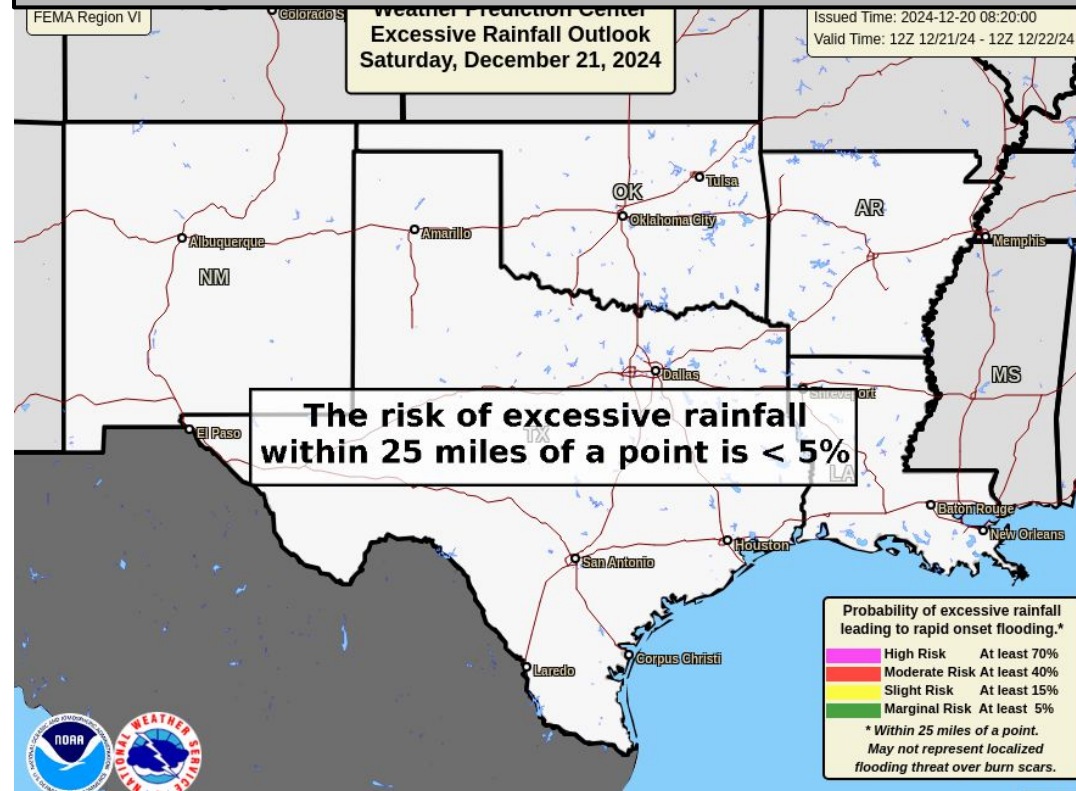 FEMA Region VI
Weather Prediction Center
Excessive Rainfall Outlook
Saturday, December 21, 2024
Issued Time: 2024-12-20 08:20:00
Valid Time: 12Z 12/21/24 - 12Z 12/22/24
Colorado S
OK
Tulsa
Oklahoma City
AR
Memphis
Albuquerque
Amarillo
NM
Dallas
MS
Shreveport
The risk of excessive rainfall
within 25 miles of a point is < 5%
TX
El Paso
LA
Baton Rouge
New Orleans
Houston
San Antonio
Laredo
Corpus Christi
Probability of excessive rainfall
leading to rapid onset flooding.*
High Risk At least 70%
Moderate Risk At least 40%
Slight Risk At least 15%
Marginal Risk At least 5%
* Within 25 miles of a point.
May not represent localized
flooding threat over burn scars.
NOAA
NATIONAL WEATHER SERVICE